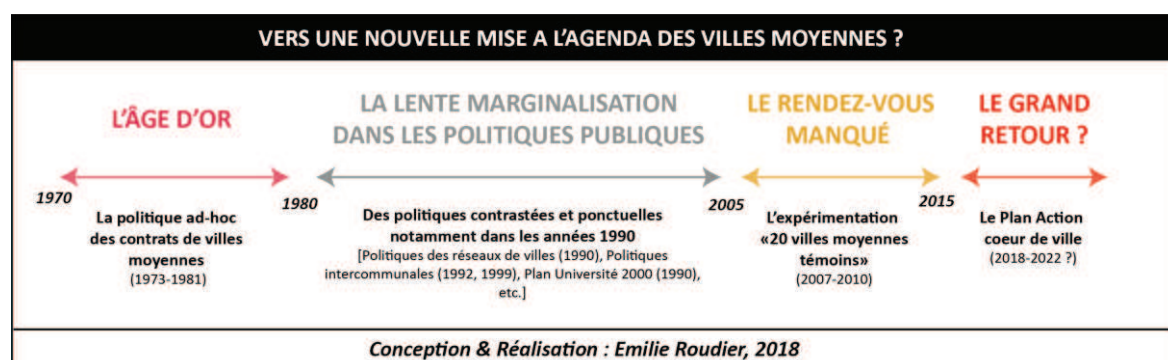 VERS UNE NOUVELLE MISE A L'AGENDA DES VILLES MOYENNES ?
L'ÂGE D'OR
LA LENTE MARGINALISATION
DANS LES POLITIQUES PUBLIQUES
LE RENDEZ-VOUS
MANQUÉ
LE GRAND
RETOUR ?
1970
1980
2005
2015
La politique ad-hoc
des contrats de villes
moyennes
(1973-1981)
Des politiques contrastées et ponctuelles
notamment dans les années 1990
[Politiques des réseaux de villes (1990), Politiques
intercommunales (1992, 1999), Plan Université 2000 (1990),
etc.]
L'expérimentation
«20 villes moyennes
témoins»
(2007-2010)
Le Plan Action
coeur de ville
(2018-2022 ?)
Conception & Réalisation : Emilie Roudier, 2018